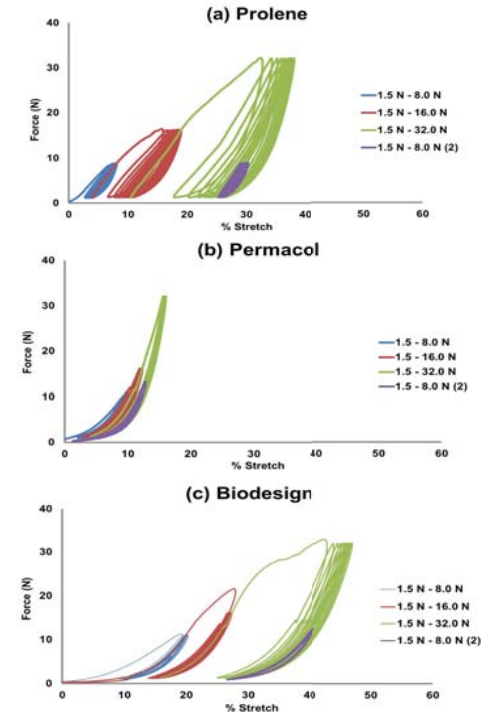 (a) Prolene
40
30
20
10
0
Force (N)
0 10 20 30 40 50 60
% Stretch
1.5 N - 8.0 N
1.5 N - 16.0 N
1.5 N - 32.0 N
1.5 N - 8.0 N (2)
(b) Permacol
40
30
20
10
0
Force (N)
0 10 20 30 40 50 60
% Stretch
1.5 - 8.0 N
1.5 - 16.0 N
1.5 - 32.0 N
1.5 - 8.0 N (2)
(c) Biodesign
40
30
20
10
0
Force (N)
0 10 20 30 40 50 60
% Stretch
1.5 N - 8.0 N
1.5 N - 16.0 N
1.5 N - 32.0 N
1.5 N - 8.0 N (2)